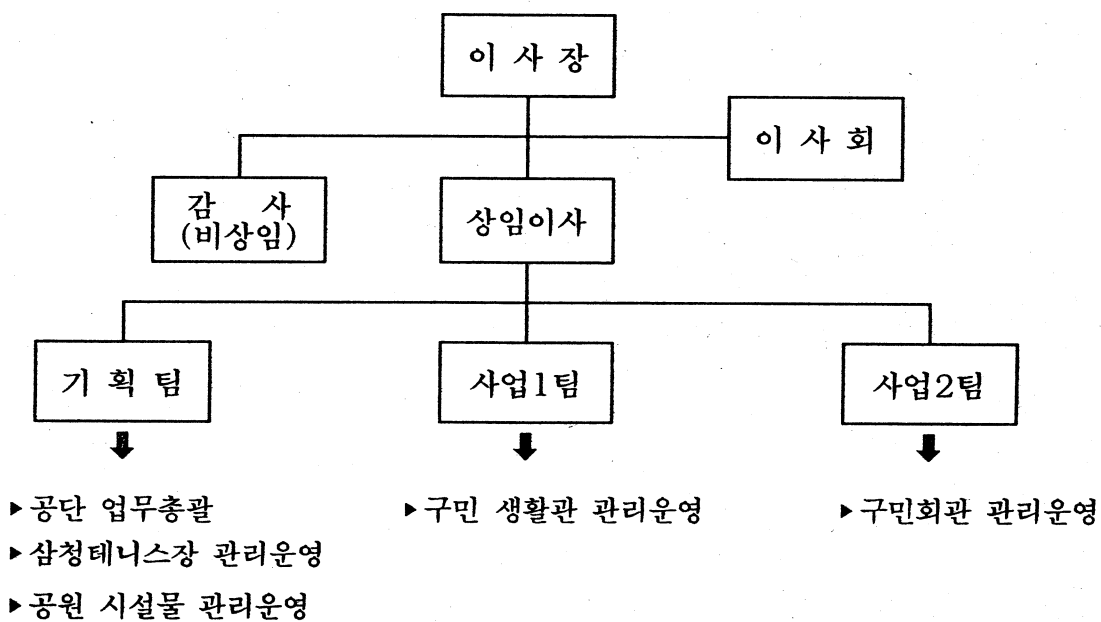 이 사 장
이 사 회
감 사
(비상임)
상임이사
기 획 팀
사업1팀
사업2팀
▶공단 업무총괄
▶삼청테니스장 관리운영
▶공원 시설물 관리운영
▶구민 생활관 관리운영
▶구민회관 관리운영